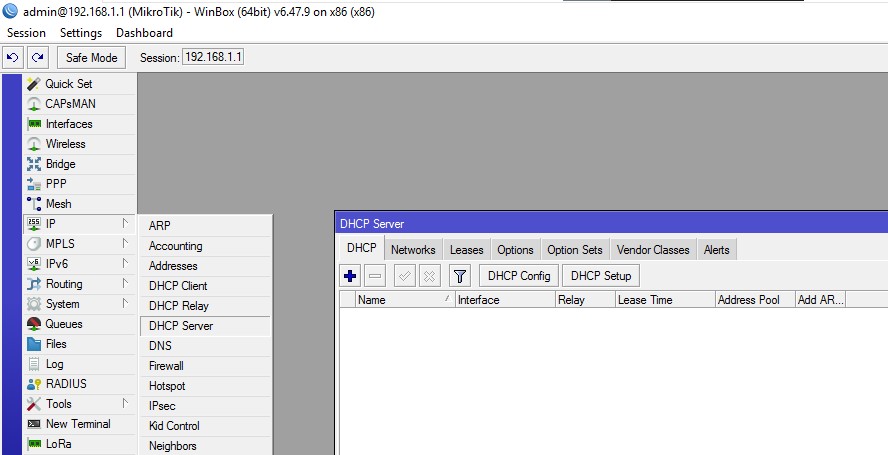 admin@192.168.1.1 (MikroTik) - WinBox (64bit) v6.47.9 on x86 (x86)
Session Settings Dashboard
Safe Mode Session: 192.168.1.1
Quick Set
CAPsMAN
Interfaces
Wireless
Bridge
PPP
Mesh
IP
MPLS
IPv6
Routing
System
Queues
Files
Log
RADIUS
Tools
New Terminal
LoRa
ARP
Accounting
Addresses
DHCP Client
DHCP Relay
DHCP Server
DNS
Firewall
Hotspot
IPsec
Kid Control
Neighbors
DHCP Server
DHCP Networks Leases Options Option Sets Vendor Classes Alerts
DHCP Config DHCP Setup
Name Interface Relay Lease Time Address Pool Add AR...